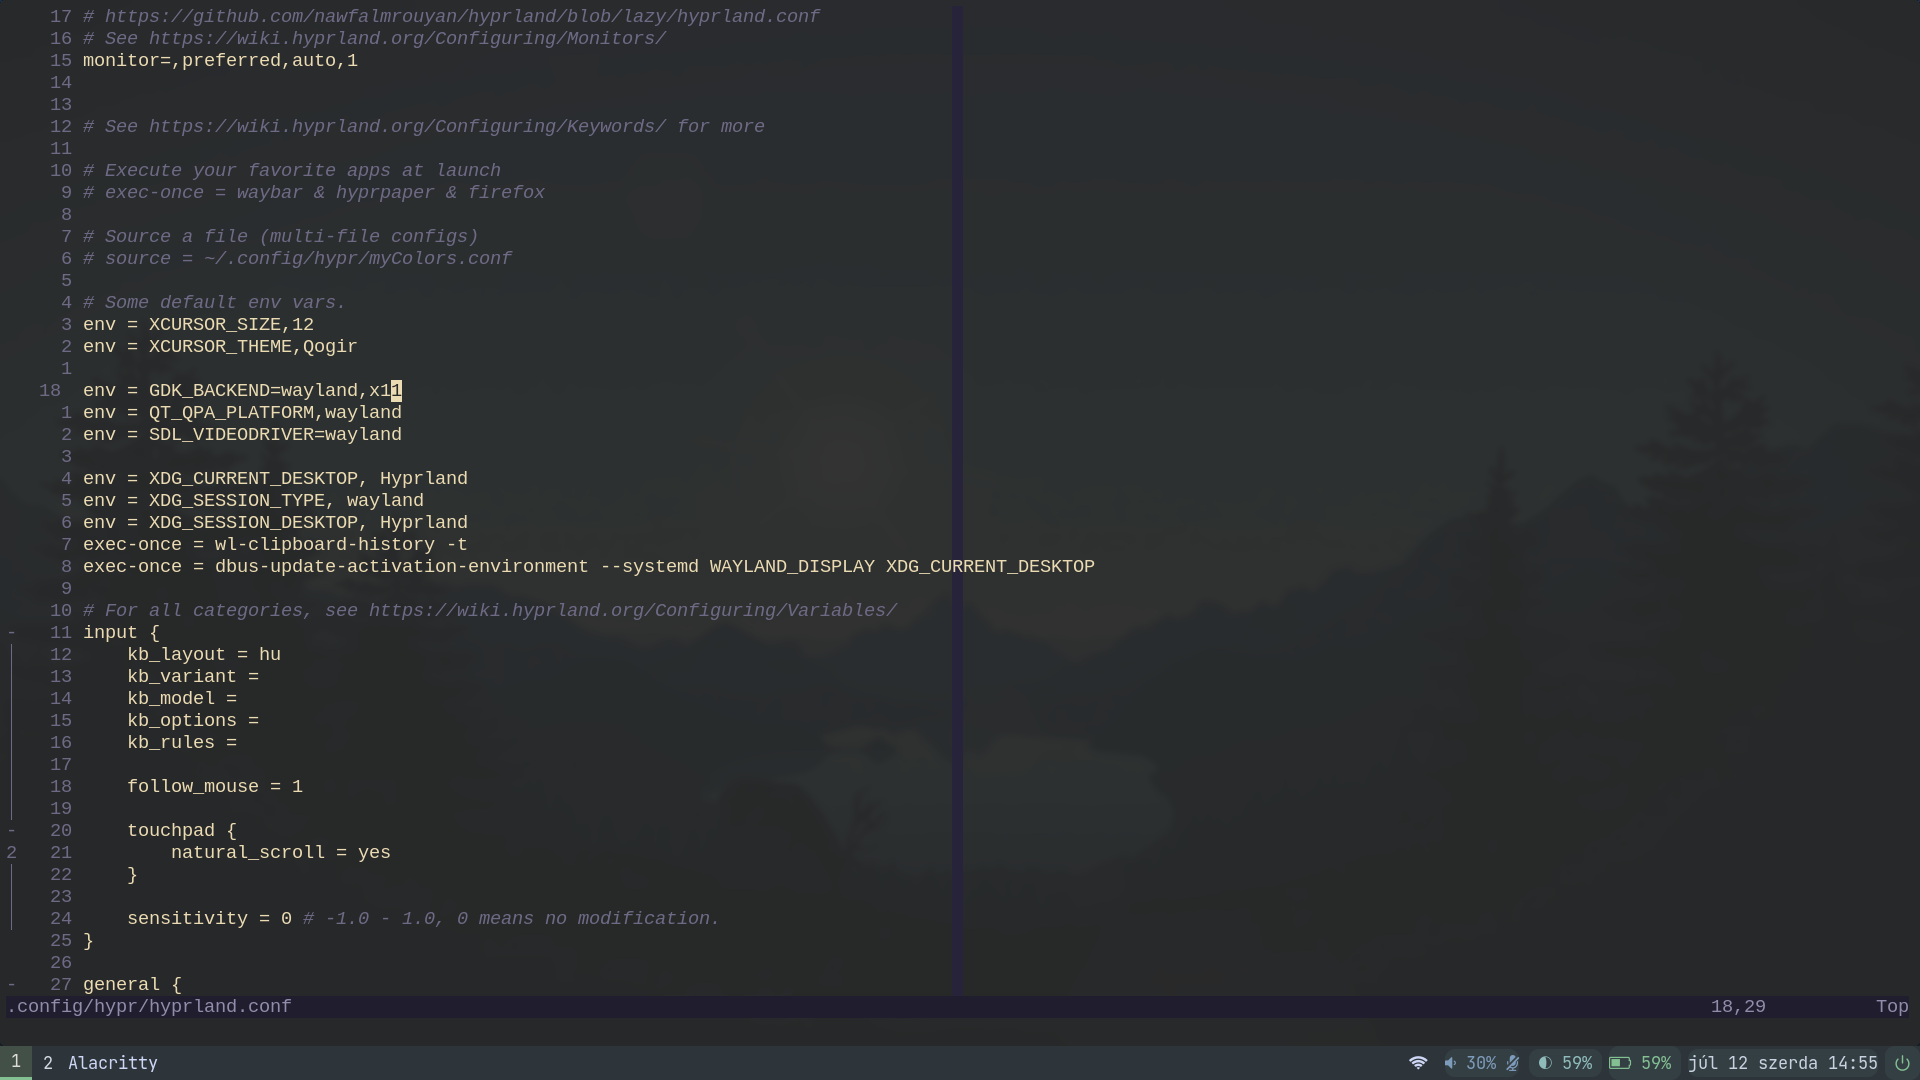 17 # https://github.com/nawfalmrouyan/hyprland/blob/lazy/hyprland.conf
16 # See https://wiki.hyprland.org/Configuring/Monitors/
15 monitor=,preferred,auto,1
14
13
12 # See https://wiki.hyprland.org/Configuring/Keywords/ for more
11
10 # Execute your favorite apps at launch
9 # exec-once = waybar & hyprpaper & firefox
8
7 # Source a file (multi-file configs)
6 # source = ~/.config/hypr/myColors.conf
5
4 # Some default env vars.
3 env = XCURSOR_SIZE,12
2 env = XCURSOR_THEME,Qogir
1
18 env = GDK_BACKEND=wayland,x11
1 env = QT_QPA_PLATFORM,wayland
2 env = SDL_VIDEODRIVER=wayland
3
4 env = XDG_CURRENT_DESKTOP, Hyprland
5 env = XDG_SESSION_TYPE, wayland
6 env = XDG_SESSION_DESKTOP, Hyprland
7 exec-once = wl-clipboard-history -t
8 exec-once = dbus-update-activation-environment --systemd WAYLAND_DISPLAY XDG_CURRENT_DESKTOP
9
10 # For all categories, see https://wiki.hyprland.org/Configuring/Variables/
- 11 input {
12     kb_layout = hu
13     kb_variant =
14     kb_model =
15     kb_options =
16     kb_rules =
17
18     follow_mouse = 1
19
- 20     touchpad {
2 21         natural_scroll = yes
22     }
23
24     sensitivity = 0 # -1.0 - 1.0, 0 means no modification.
25 }
26
- 27 general {
.config/hypr/hyprland.conf 18,29 Top
1 2 Alacritty 30% 59% 59% júl 12 szerda 14:55